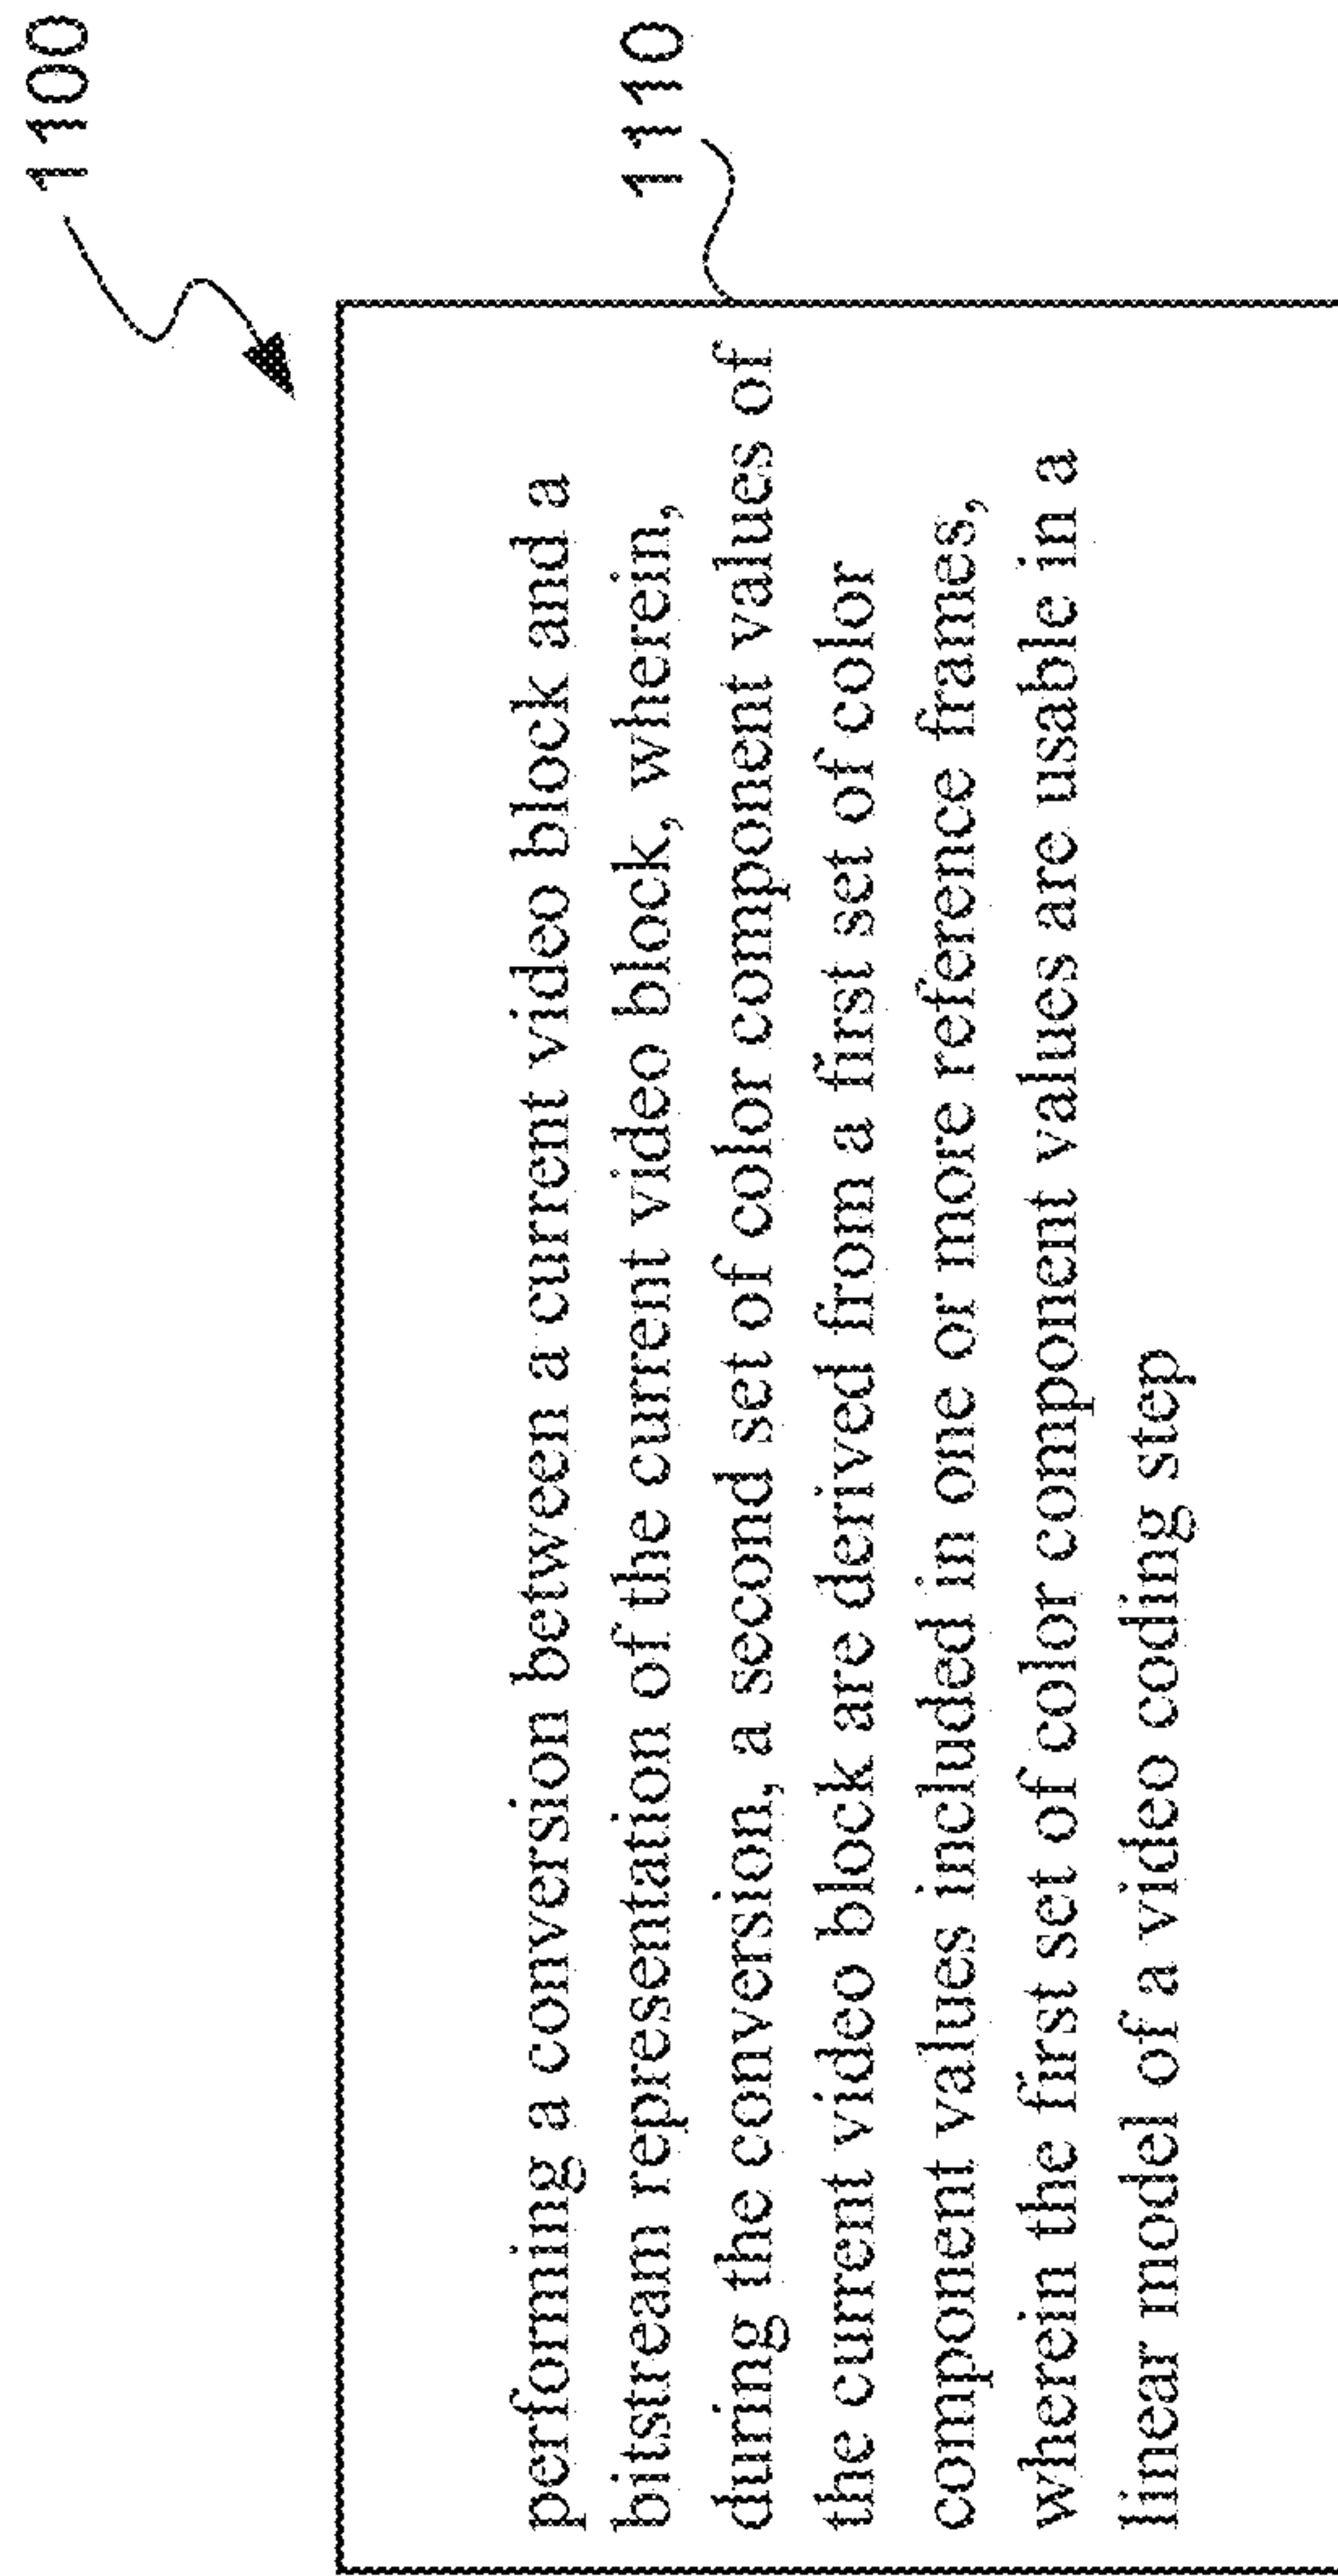 1100
1110
performing a conversion between a current video block and a
bitstream representation of the current video block, wherein,
during the conversion, a second set of color component values of
the current video block are derived from a first set of color
component values included in one or more reference frames,
wherein the first set of color component values are usable in a
linear model of a video coding step